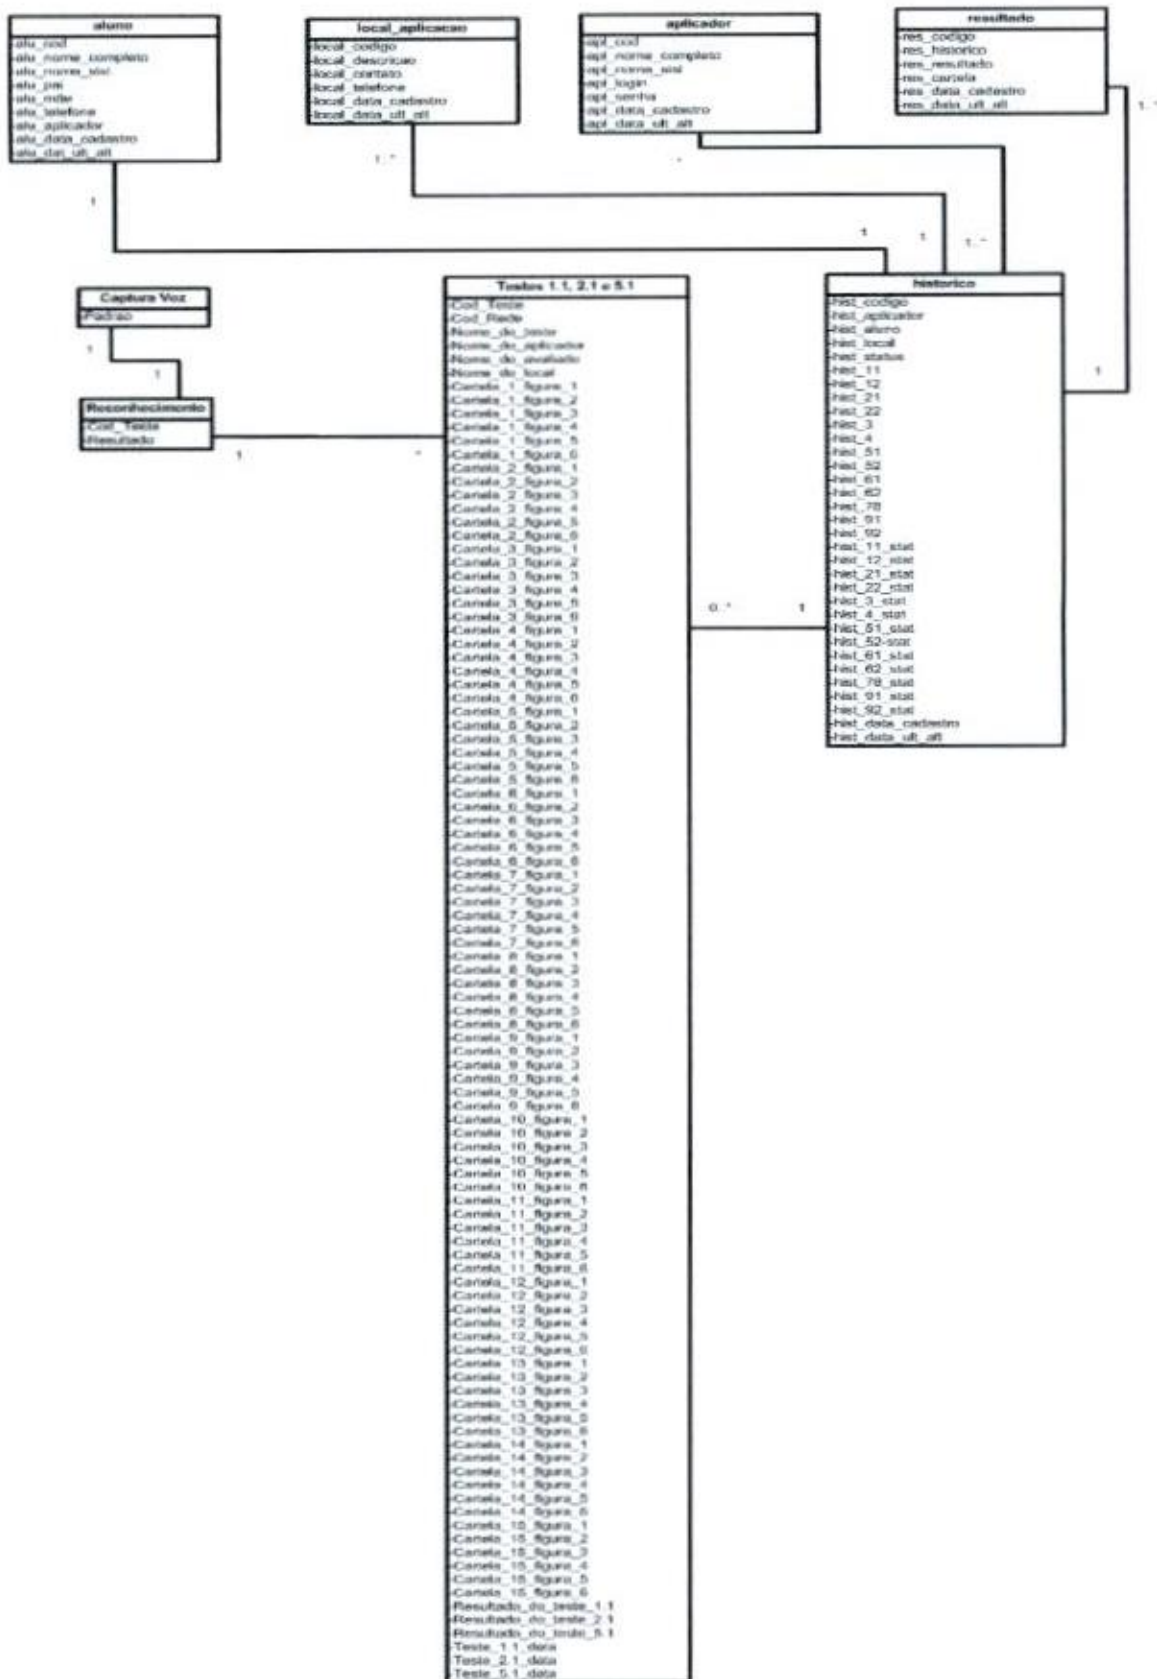 aluno
-alu_cod
-alu_nome_completo
-alu_nome_sist
-alu_pai
-alu_mãe
-alu_telefone
-alu_aplicador
-alu_data_cadastro
-alu_dat_ult_alt
local_aplicacao
-local_codigo
-local_descricao
-local_contato
-local_telefone
-local_data_cadastro
-local_data_ult_alt
aplicador
-apl_cod
-apl_nome_completo
-apl_nome_sist
-apl_login
-apl_senha
-apl_data_cadastro
-apl_data_ult_alt
resultado
-res_codigo
-res_historico
-res_resultado
-res_cartela
-res_data_cadastro
-res_data_ult_alt
1..*
1..*
*
1
1
1
1..*
Captura Voz
-Padrao
1
1
Reconhecimento
-Cod_Teste
-Resultado
1
*
Testes 1.1, 2.1 e 5.1
-Cod_Teste
-Cod_Rede
-Nome_do_teste
-Nome_do_aplicador
-Nome_do_avaliado
-Nome_do_local
-Cartela_1_figura_1
-Cartela_1_figura_2
-Cartela_1_figura_3
-Cartela_1_figura_4
-Cartela_1_figura_5
-Cartela_1_figura_6
-Cartela_2_figura_1
-Cartela_2_figura_2
-Cartela_2_figura_3
-Cartela_2_figura_4
-Cartela_2_figura_5
-Cartela_2_figura_6
-Cartela_3_figura_1
-Cartela_3_figura_2
-Cartela_3_figura_3
-Cartela_3_figura_4
-Cartela_3_figura_5
-Cartela_3_figura_6
-Cartela_4_figura_1
-Cartela_4_figura_2
-Cartela_4_figura_3
-Cartela_4_figura_4
-Cartela_4_figura_5
-Cartela_4_figura_6
-Cartela_5_figura_1
-Cartela_5_figura_2
-Cartela_5_figura_3
-Cartela_5_figura_4
-Cartela_5_figura_5
-Cartela_5_figura_6
-Cartela_6_figura_1
-Cartela_6_figura_2
-Cartela_6_figura_3
-Cartela_6_figura_4
-Cartela_6_figura_5
-Cartela_6_figura_6
-Cartela_7_figura_1
-Cartela_7_figura_2
-Cartela_7_figura_3
-Cartela_7_figura_4
-Cartela_7_figura_5
-Cartela_7_figura_6
-Cartela_8_figura_1
-Cartela_8_figura_2
-Cartela_8_figura_3
-Cartela_8_figura_4
-Cartela_8_figura_5
-Cartela_8_figura_6
-Cartela_9_figura_1
-Cartela_9_figura_2
-Cartela_9_figura_3
-Cartela_9_figura_4
-Cartela_9_figura_5
-Cartela_9_figura_6
-Cartela_10_figura_1
-Cartela_10_figura_2
-Cartela_10_figura_3
-Cartela_10_figura_4
-Cartela_10_figura_5
-Cartela_10_figura_6
-Cartela_11_figura_1
-Cartela_11_figura_2
-Cartela_11_figura_3
-Cartela_11_figura_4
-Cartela_11_figura_5
-Cartela_11_figura_6
-Cartela_12_figura_1
-Cartela_12_figura_2
-Cartela_12_figura_3
-Cartela_12_figura_4
-Cartela_12_figura_5
-Cartela_12_figura_6
-Cartela_13_figura_1
-Cartela_13_figura_2
-Cartela_13_figura_3
-Cartela_13_figura_4
-Cartela_13_figura_5
-Cartela_13_figura_6
-Cartela_14_figura_1
-Cartela_14_figura_2
-Cartela_14_figura_3
-Cartela_14_figura_4
-Cartela_14_figura_5
-Cartela_14_figura_6
-Cartela_15_figura_1
-Cartela_15_figura_2
-Cartela_15_figura_3
-Cartela_15_figura_4
-Cartela_15_figura_5
-Cartela_15_figura_6
-Resultado_do_teste_1.1
-Resultado_do_teste_2.1
-Resultado_do_teste_5.1
-Teste_1.1_data
-Teste_2.1_data
-Teste_5.1_data
0..*
1
historico
-hist_codigo
-hist_aplicador
-hist_aluno
-hist_local
-hist_status
-hist_11
-hist_12
-hist_21
-hist_22
-hist_3
-hist_4
-hist_51
-hist_52
-hist_61
-hist_62
-hist_78
-hist_91
-hist_92
-hist_11_stat
-hist_12_stat
-hist_21_stat
-hist_22_stat
-hist_3_stat
-hist_4_stat
-hist_51_stat
-hist_52-stat
-hist_61_stat
-hist_62_stat
-hist_78_stat
-hist_91_stat
-hist_92_stat
-hist_data_cadastro
-hist_data_ult_alt
1